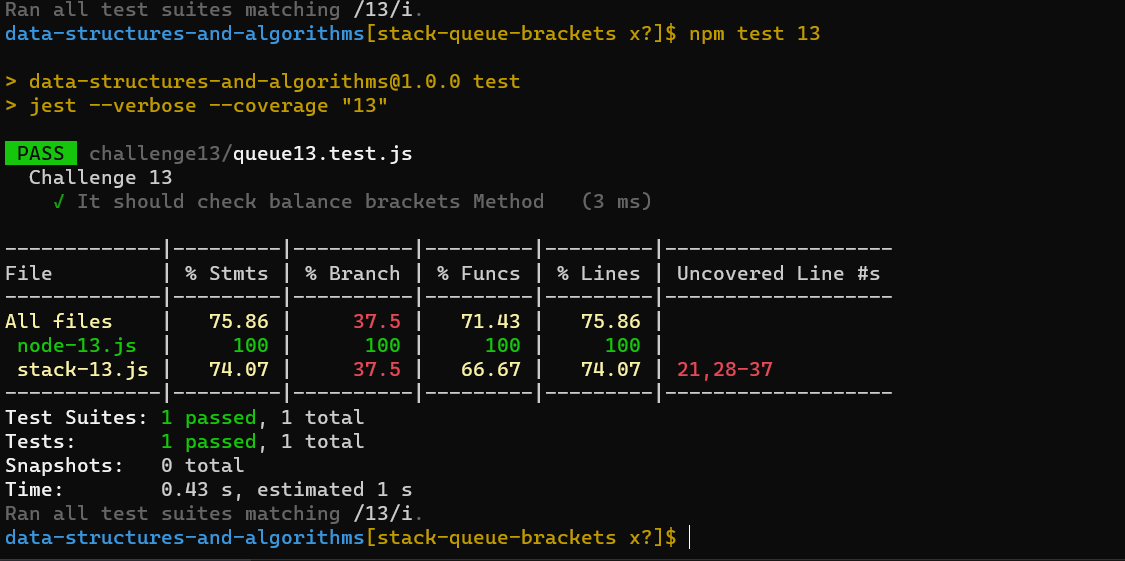 Ran all test suites matching /13/i.
data-structures-and-algorithms[stack-queue-brackets x?]$ npm test 13
> data-structures-and-algorithms@1.0.0 test
> jest --verbose --coverage "13"
PASS challenge13/queue13.test.js
Challenge 13
√ It should check balance brackets Method (3 ms)
-------------|---------|----------|---------|---------|-------------------
File | % Stmts | % Branch | % Funcs | % Lines | Uncovered Line #s
-------------|---------|----------|---------|---------|-------------------
All files | 75.86 | 37.5 | 71.43 | 75.86 |
node-13.js | 100 | 100 | 100 | 100 |
stack-13.js | 74.07 | 37.5 | 66.67 | 74.07 | 21,28-37
-------------|---------|----------|---------|---------|-------------------
Test Suites: 1 passed, 1 total
Tests: 1 passed, 1 total
Snapshots: 0 total
Time: 0.43 s, estimated 1 s
Ran all test suites matching /13/i.
data-structures-and-algorithms[stack-queue-brackets x?]$